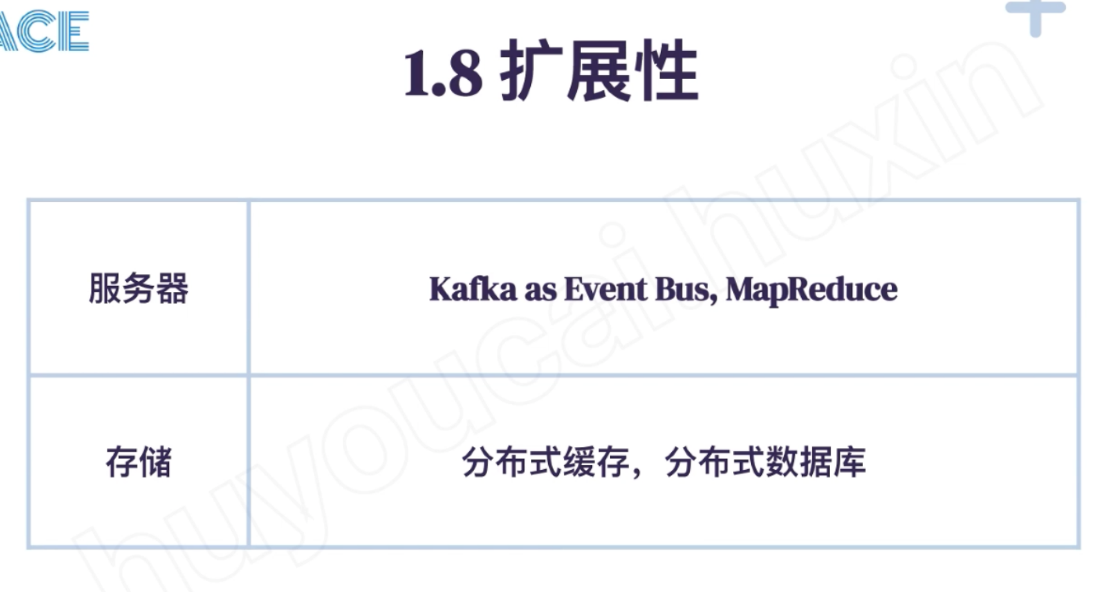 ACE
1.8 扩展性
服务器
Kafka as Event Bus, MapReduce
存储
分布式缓存，分布式数据库
huyoucai.huxin